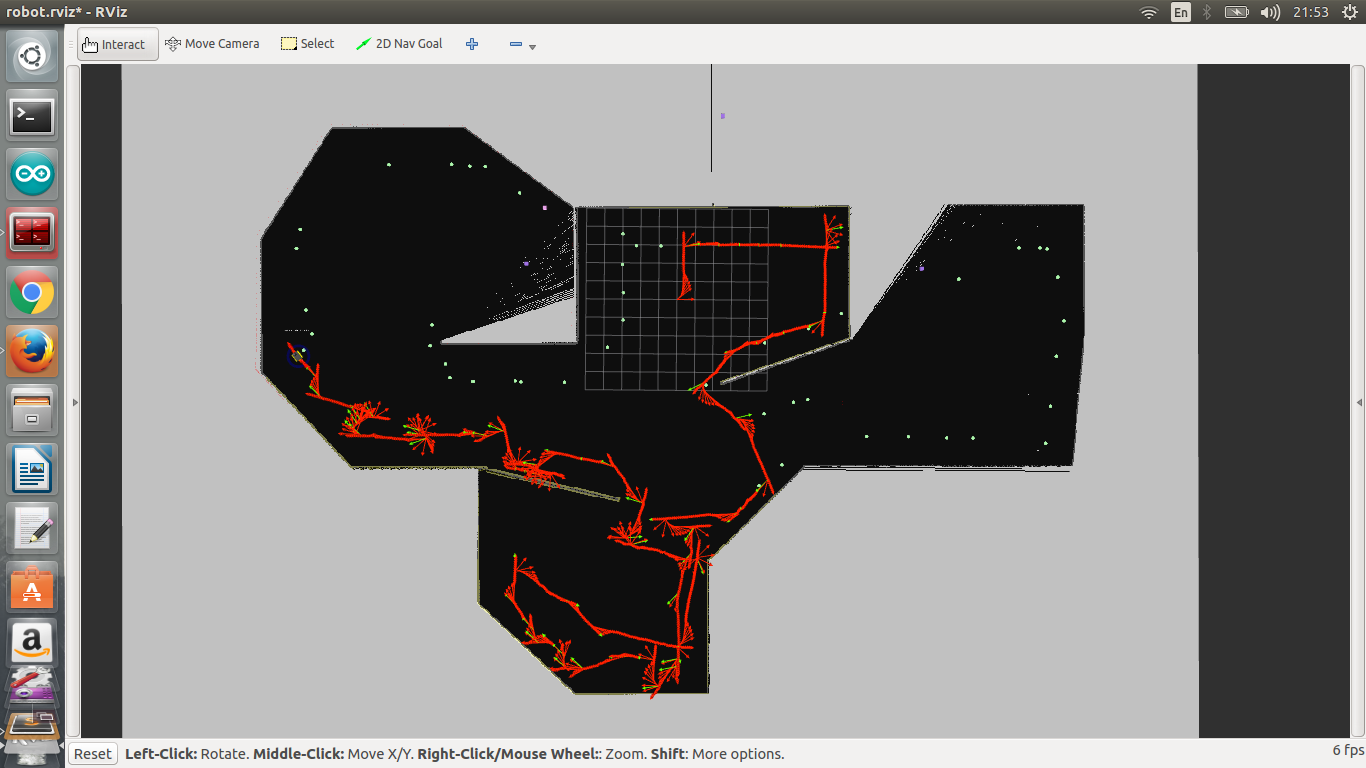 robot.rviz* - RViz
En
21:53
Interact
Move Camera
Select
2D Nav Goal
Reset
Left-Click: Rotate. Middle-Click: Move X/Y. Right-Click/Mouse Wheel:: Zoom. Shift: More options.
6 fps